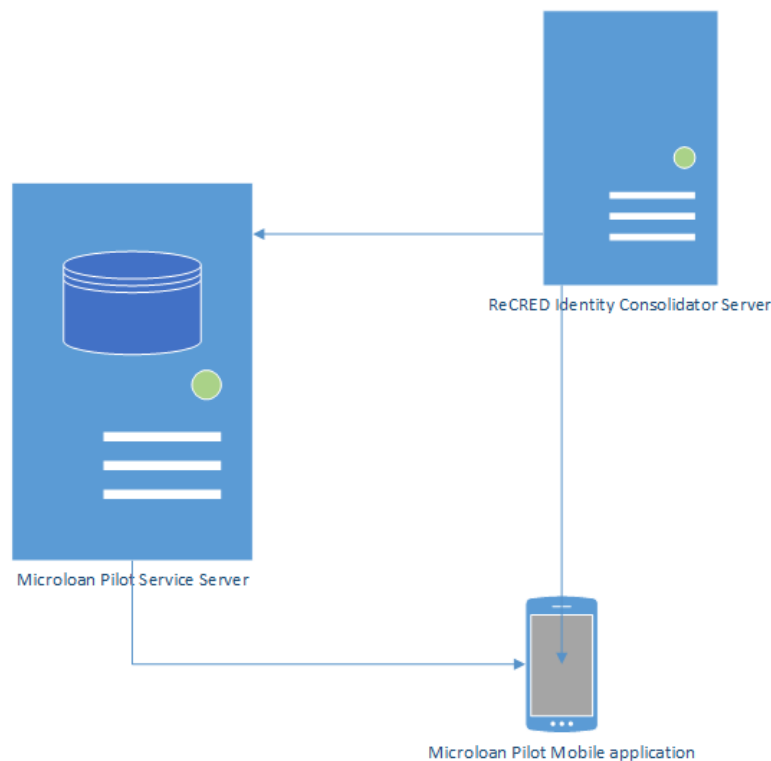 ReCRED Identity Consolidator Server
Microloan Pilot Service Server
Microloan Pilot Mobile application